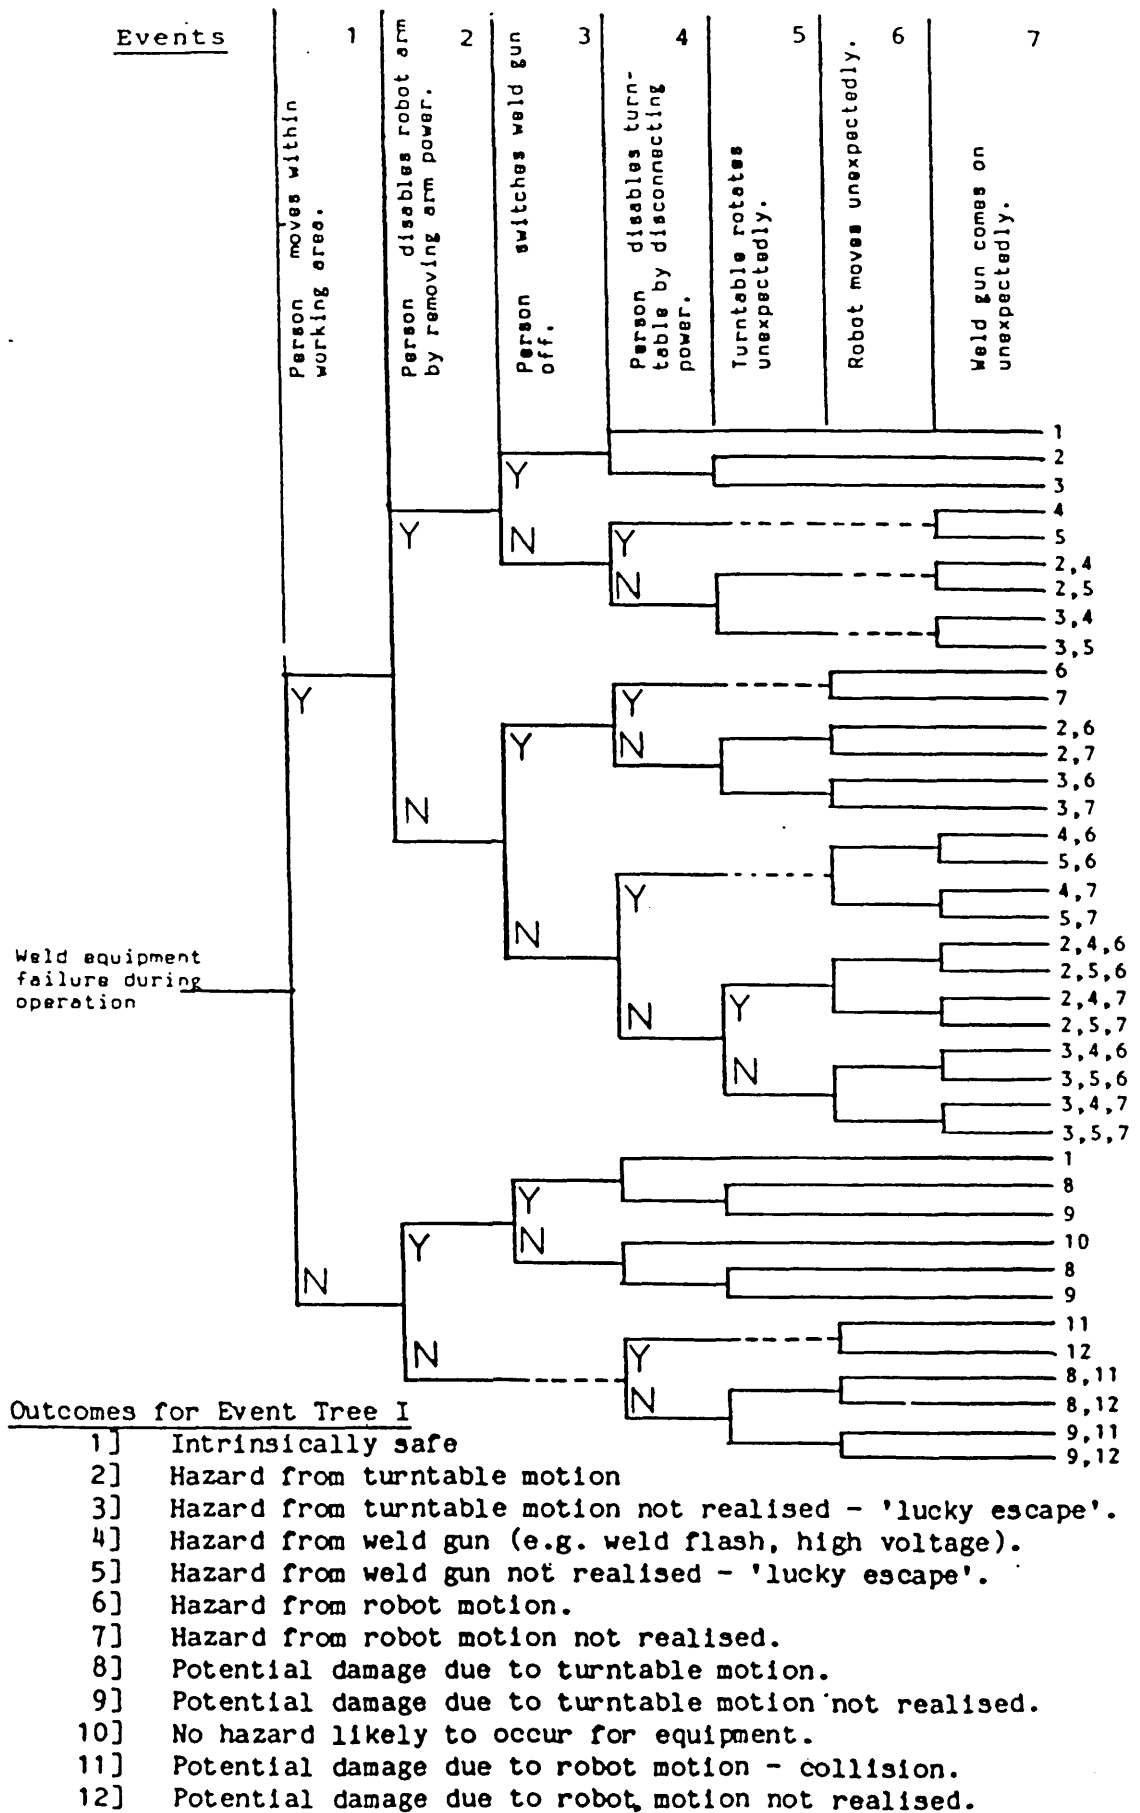 Events 1 2 3 4 5 6 7
Person moves within
working area.
Person disables robot arm
by removing arm power.
Person switches weld gun
off.
Person disables turn-
table by disconnecting
power.
Turntable rotates
unexpectedly.
Robot moves unexpectedly.
Weld gun comes on
unexpectedly.
1
2
Y
3
4
Y
N
Y
5
N
2,4
2,5
3,4
3,5
6
Y
Y
7
Y
N
2,6
2,7
3,6
N
3,7
4,6
5,6
Y
4,7
5,7
N
Weld equipment
failure during
operation
2,4,6
2,5,6
2,4,7
Y
N
2,5,7
3,4,6
N
3,5,6
3,4,7
3,5,7
1
Y
8
9
Y
N
10
N
8
9
11
N
Y
12
8,11
N
8,12
9,11
9,12
Outcomes for Event Tree I
1] Intrinsically safe
2] Hazard from turntable motion
3] Hazard from turntable motion not realised - 'lucky escape'.
4] Hazard from weld gun (e.g. weld flash, high voltage).
5] Hazard from weld gun not realised - 'lucky escape'.
6] Hazard from robot motion.
7] Hazard from robot motion not realised.
8] Potential damage due to turntable motion.
9] Potential damage due to turntable motion not realised.
10] No hazard likely to occur for equipment.
11] Potential damage due to robot motion - collision.
12] Potential damage due to robot motion not realised.